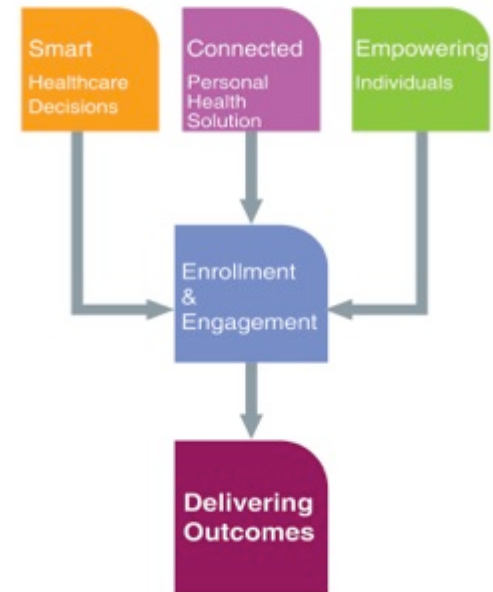 Smart
Healthcare
Decisions
Connected
Personal
Health
Solution
Empowering
Individuals
Enrollment
&
Engagement
Delivering
Outcomes